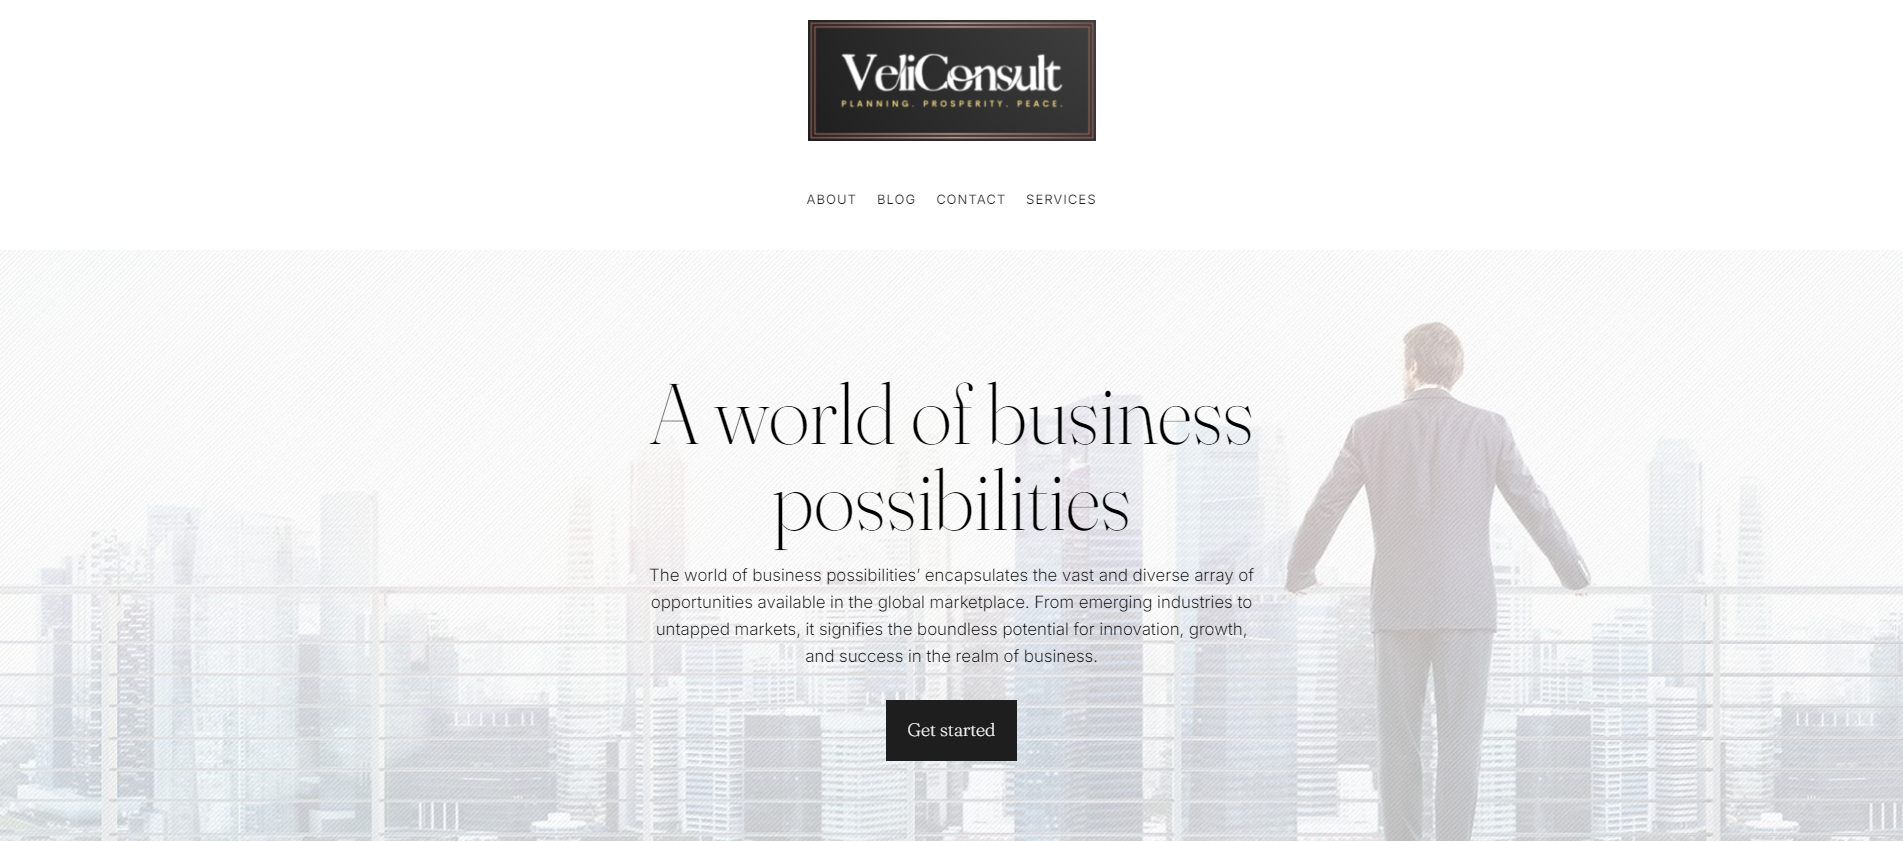 VeliConsult
PLANNING. PROSPERITY. PEACE.
ABOUT BLOG CONTACT SERVICES
A world of business
possibilities
The world of business possibilities’ encapsulates the vast and diverse array of
opportunities available in the global marketplace. From emerging industries to
untapped markets, it signifies the boundless potential for innovation, growth,
and success in the realm of business.
Get started